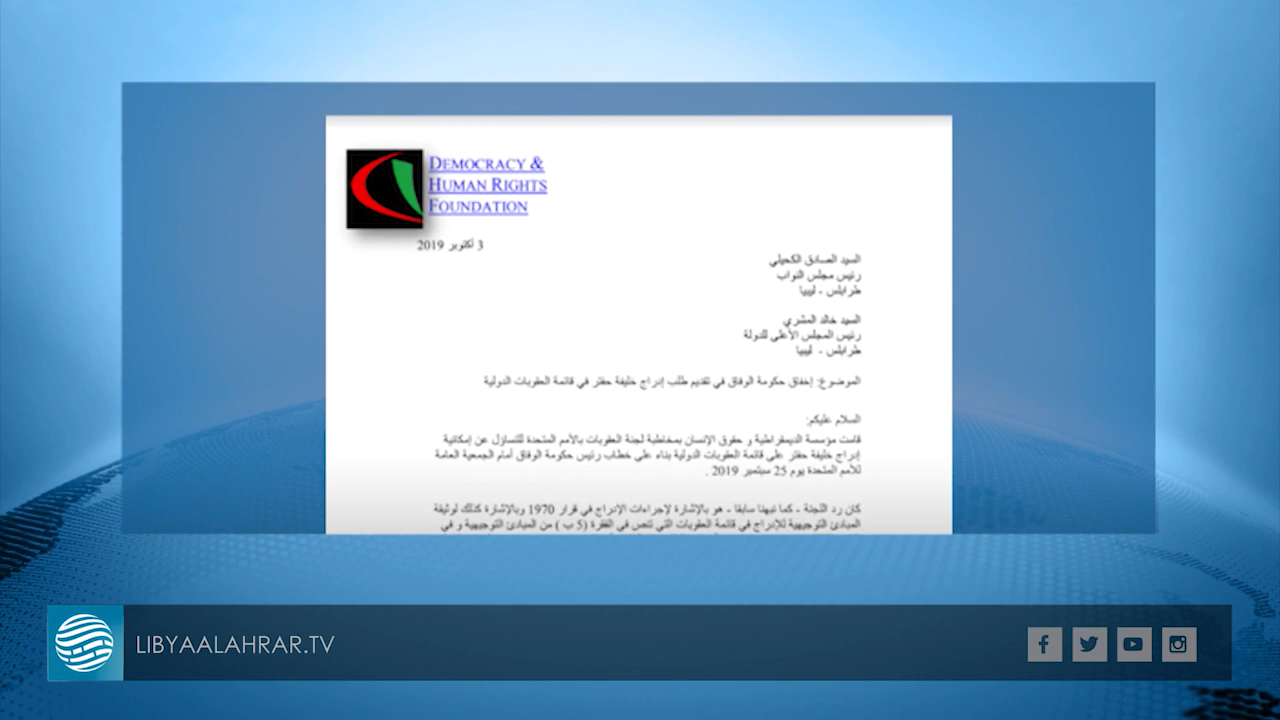 DEMOCRACY &
HUMAN RIGHTS
FOUNDATION
3 أكتوبر 2019
السيد الصادق الكحيلي
رئيس مجلس النواب
طرابلس - ليبيا
السيد خالد المشري
رئيس المجلس الأعلى للدولة
طرابلس - ليبيا
الموضوع: إخفاق حكومة الوفاق في تقديم طلب إدراج خليفة حفتر في قائمة العقوبات الدولية
السلام عليكم:
قامت مؤسسة الديمقراطية و حقوق الإنسان بمخاطبة لجنة العقوبات بالأمم المتحدة للتساؤل عن إمكانية
إدراج خليفة حفتر على قائمة العقوبات الدولية بناء على خطاب رئيس حكومة الوفاق أمام الجمعية العامة
للأمم المتحدة يوم 25 سبتمبر 2019 .
كان رد اللجنة - كما نبهنا سابقا - هو بالإشارة لإجراءات الإدراج في قرار 1970 وبالإشارة كذلك لوثيقة
المبادئ التوجيهية للإدراج في قائمة العقوبات التي تنص في الفقرة (5 ب ) من المبادئ التوجيهية و في
LIBYAALAHRAR.TV